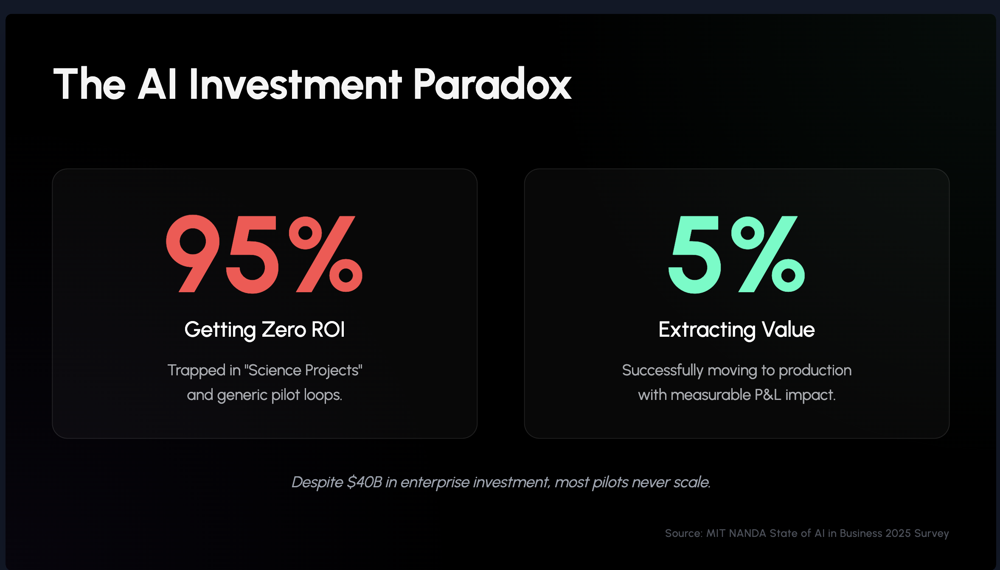 The AI Investment Paradox
95%
Getting Zero ROI
Trapped in "Science Projects"
and generic pilot loops.
5%
Extracting Value
Successfully moving to production
with measurable P&L impact.
Despite $40B in enterprise investment, most pilots never scale.
Source: MIT NANDA State of AI in Business 2025 Survey